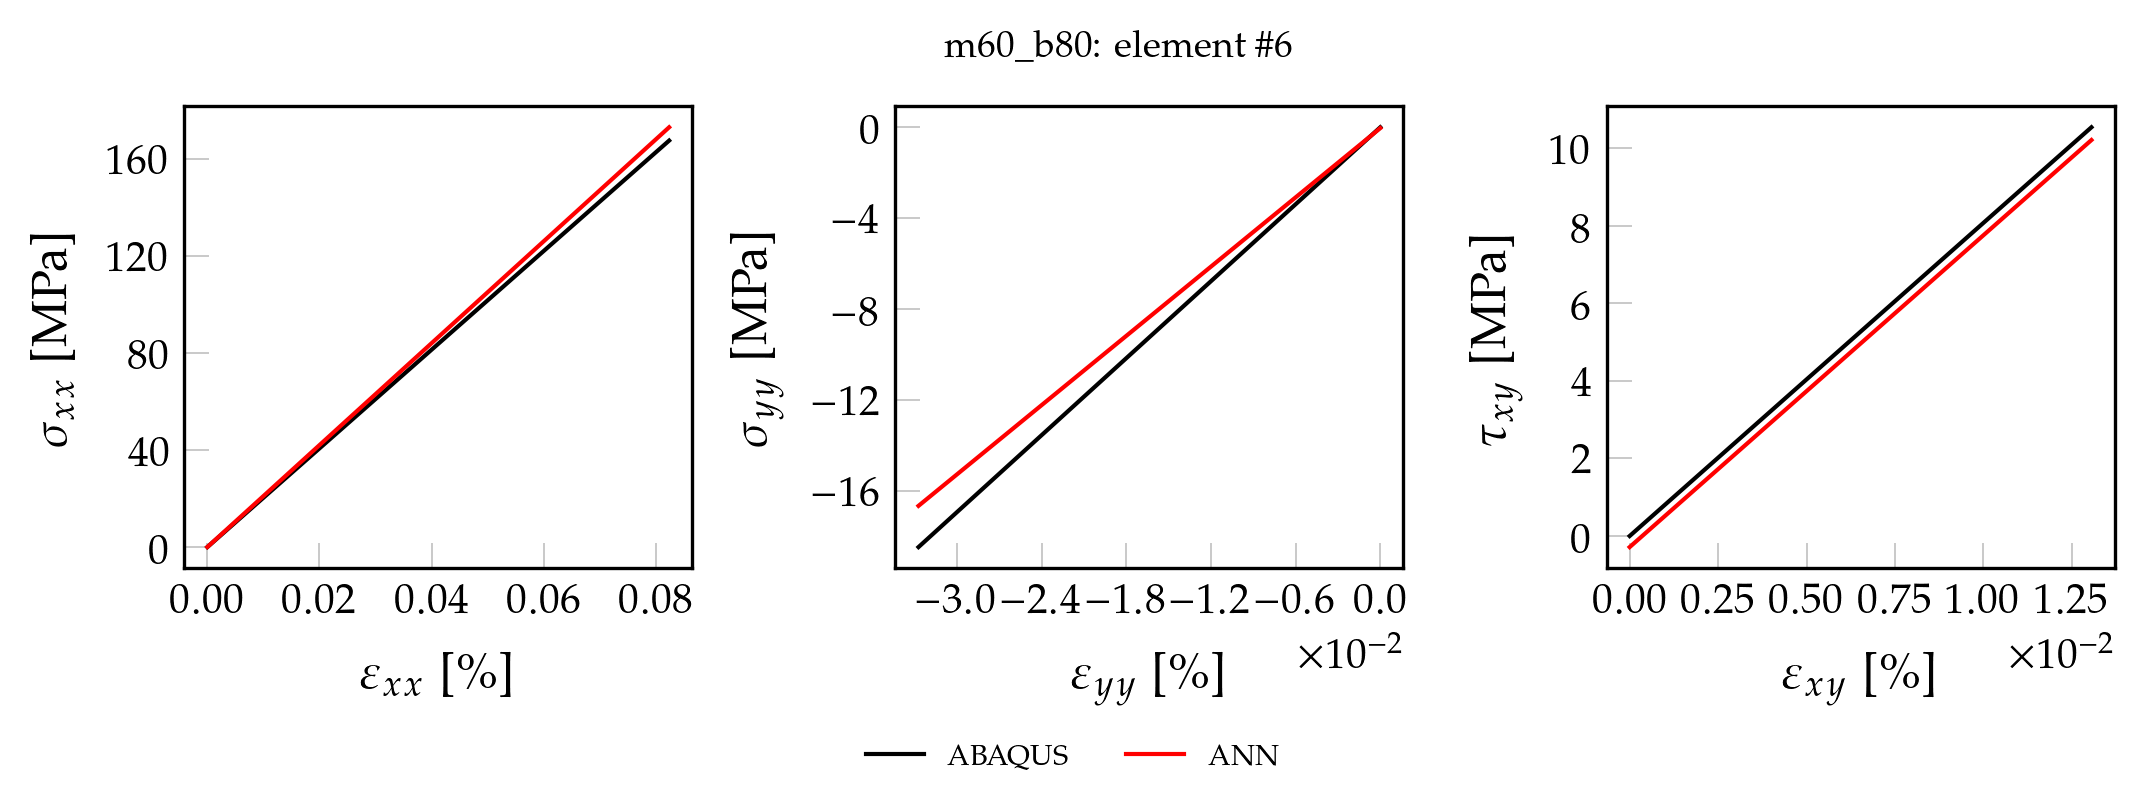 m60_b80: element #6
σxx [MPa]
160
120
80
40
0
0.00 0.02 0.04 0.06 0.08
εxx [%]
σyy [MPa]
0
−4
−8
−12
−16
−3.0 −2.4 −1.8 −1.2 −0.6 0.0
×10⁻²
εyy [%]
τxy [MPa]
10
8
6
4
2
0
0.00 0.25 0.50 0.75 1.00 1.25
×10⁻²
εxy [%]
ABAQUS ANN